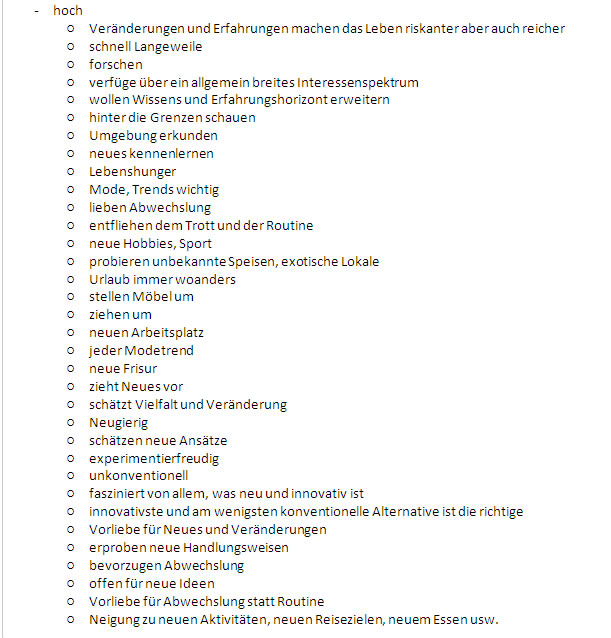 - hoch
o Veränderungen und Erfahrungen machen das Leben riskanter aber auch reicher
o schnell Langeweile
o forschen
o verfüge über ein allgemein breites Interessenspektrum
o wollen Wissens und Erfahrungshorizont erweitern
o hinter die Grenzen schauen
o Umgebung erkunden
o neues kennenlernen
o Lebenshunger
o Mode, Trends wichtig
o lieben Abwechslung
o entfliehen dem Trott und der Routine
o neue Hobbies, Sport
o probieren unbekannte Speisen, exotische Lokale
o Urlaub immer woanders
o stellen Möbel um
o ziehen um
o neuen Arbeitsplatz
o jeder Modetrend
o neue Frisur
o zieht Neues vor
o schätzt Vielfalt und Veränderung
o Neugierig
o schätzen neue Ansätze
o experimentierfreudig
o unkonventionell
o fasziniert von allem, was neu und innovativ ist
o innovativste und am wenigsten konventionelle Alternative ist die richtige
o Vorliebe für Neues und Veränderungen
o erproben neue Handlungsweisen
o bevorzugen Abwechslung
o offen für neue Ideen
o Vorliebe für Abwechslung statt Routine
o Neigung zu neuen Aktivitäten, neuen Reisezielen, neuem Essen usw.